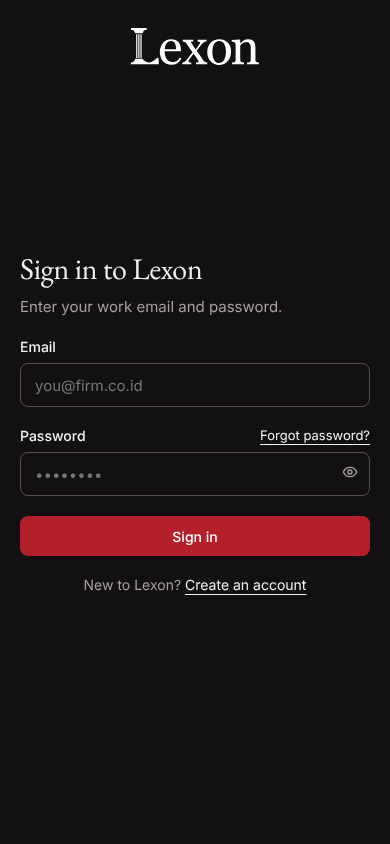 Lexon
Sign in to Lexon
Enter your work email and password.
Email
you@firm.co.id
Password Forgot password?
••••••••
Sign in
New to Lexon? Create an account